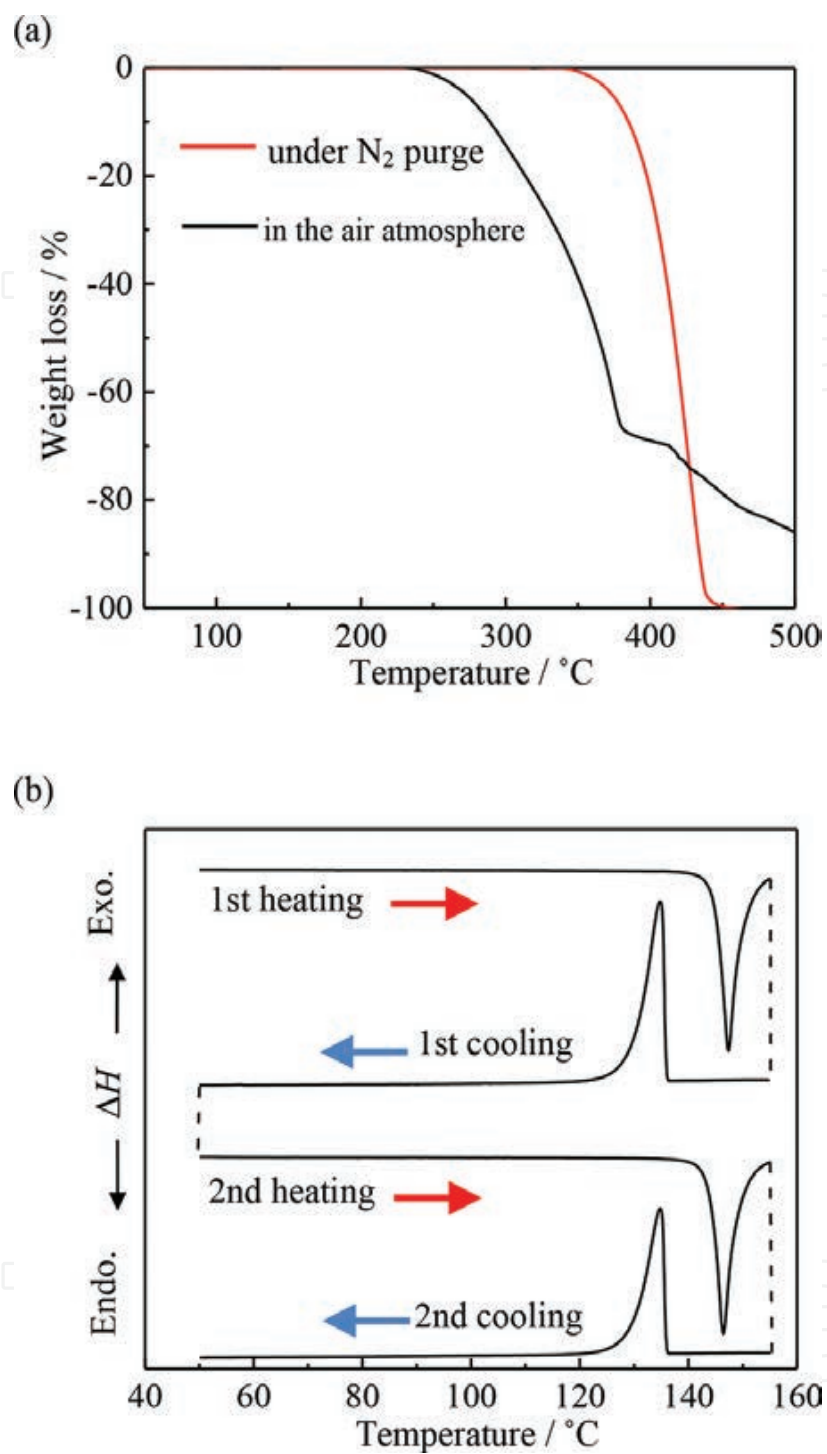 (a)
0
-20
-40
-60
-80
-100
Weight loss / %
under N₂ purge
in the air atmosphere
100 200 300 400 500
Temperature / ˚C
(b)
Exo.
ΔH
Endo.
1st heating
1st cooling
2nd heating
2nd cooling
40 60 80 100 120 140 160
Temperature / ˚C